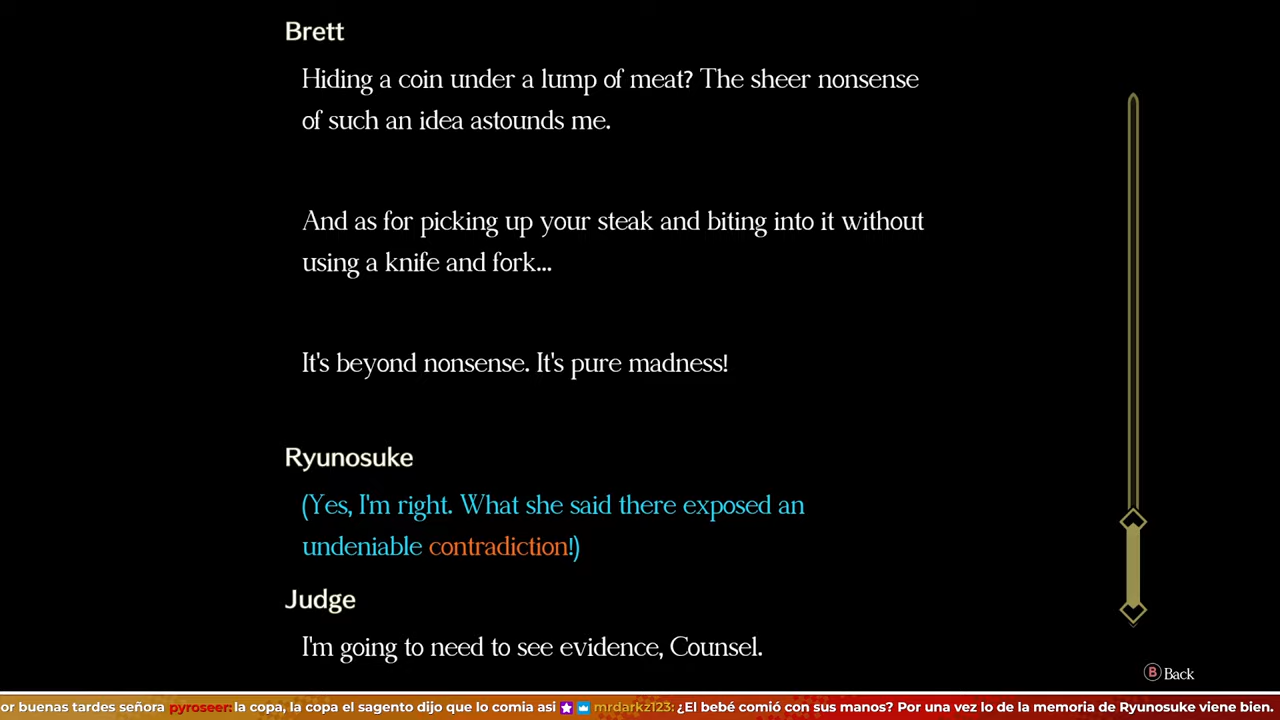 Brett
Hiding a coin under a lump of meat? The sheer nonsense
of such an idea astounds me.
And as for picking up your steak and biting into it without
using a knife and fork...
It's beyond nonsense. It's pure madness!
Ryunosuke
(Yes, I'm right. What she said there exposed an
undeniable contradiction!)
Judge
I'm going to need to see evidence, Counsel.
B Back
or buenas tardes señora pyroseer: la copa, la copa el sagento dijo que lo comia asi mrdarkz123: ¿El bebé comió con sus manos? Por una vez lo de la memoria de Ryunosuke viene bien.